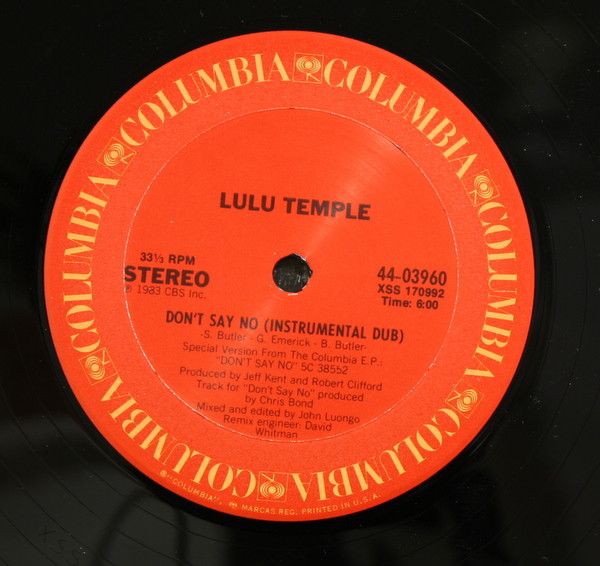 COLUMBIA COLUMBIA COLUMBIA COLUMBIA COLUMBIA COLUMBIA COLUMBIA COLUMBIA
LULU TEMPLE
33⅓ RPM
STEREO
℗ 1983 CBS Inc.
44-03960
XSS 170992
Time: 6:00
DON'T SAY NO (INSTRUMENTAL DUB)
-S. Butler - G. Emerick - B. Butler-
Special Version From The Columbia E.P.:
"DON'T SAY NO" 5C 38552
Produced by Jeff Kent and Robert Clifford
Track for "Don't Say No" produced
by Chris Bond
Mixed and edited by John Luongo
Remix engineer: David
Whitman
®"COLUMBIA", MARCAS REG. PRINTED IN U.S.A.